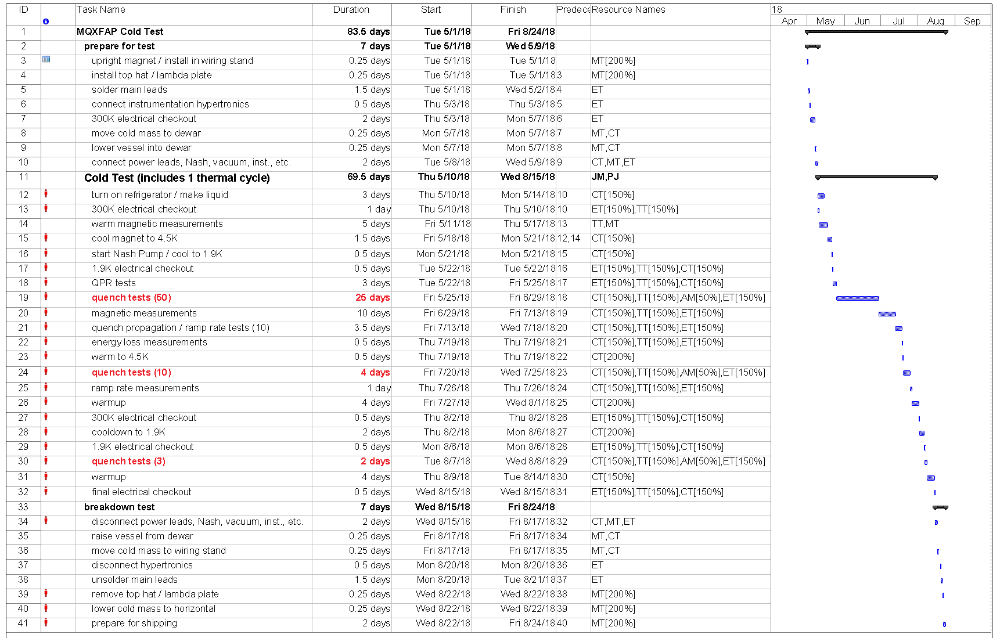 ID Task Name Duration Start Finish Predece Resource Names 18
Apr May Jun Jul Aug Sep
1 MQXFAP Cold Test 83.5 days Tue 5/1/18 Fri 8/24/18
2 prepare for test 7 days Tue 5/1/18 Wed 5/9/18
3 upright magnet / install in wiring stand 0.25 days Tue 5/1/18 Tue 5/1/18 MT[200%]
4 install top hat / lambda plate 0.25 days Tue 5/1/18 Tue 5/1/18 3 MT[200%]
5 solder main leads 1.5 days Tue 5/1/18 Wed 5/2/18 4 ET
6 connect instrumentation hypertronics 0.5 days Thu 5/3/18 Thu 5/3/18 5 ET
7 300K electrical checkout 2 days Thu 5/3/18 Mon 5/7/18 6 ET
8 move cold mass to dewar 0.25 days Mon 5/7/18 Mon 5/7/18 7 MT,CT
9 lower vessel into dewar 0.25 days Mon 5/7/18 Mon 5/7/18 8 MT,CT
10 connect power leads, Nash, vacuum, inst., etc. 2 days Tue 5/8/18 Wed 5/9/18 9 CT,MT,ET
11 Cold Test (includes 1 thermal cycle) 69.5 days Thu 5/10/18 Wed 8/15/18 JM,PJ
12 turn on refrigerator / make liquid 3 days Thu 5/10/18 Mon 5/14/18 10 CT[150%]
13 300K electrical checkout 1 day Thu 5/10/18 Thu 5/10/18 10 ET[150%],TT[150%]
14 warm magnetic measurements 5 days Fri 5/11/18 Thu 5/17/18 13 TT,MT
15 cool magnet to 4.5K 1.5 days Fri 5/18/18 Mon 5/21/18 12,14 CT[150%]
16 start Nash Pump / cool to 1.9K 0.5 days Mon 5/21/18 Mon 5/21/18 15 CT[150%]
17 1.9K electrical checkout 0.5 days Tue 5/22/18 Tue 5/22/18 16 ET[150%],TT[150%],CT[150%]
18 QPR tests 3 days Tue 5/22/18 Fri 5/25/18 17 ET[150%],TT[150%],CT[150%]
19 quench tests (50) 25 days Fri 5/25/18 Fri 6/29/18 18 CT[150%],TT[150%],AM[50%],ET[150%]
20 magnetic measurements 10 days Fri 6/29/18 Fri 7/13/18 19 CT[150%],TT[150%],ET[150%]
21 quench propagation / ramp rate tests (10) 3.5 days Fri 7/13/18 Wed 7/18/18 20 CT[150%],TT[150%],ET[150%]
22 energy loss measurements 0.5 days Thu 7/19/18 Thu 7/19/18 21 CT[150%],TT[150%],ET[150%]
23 warm to 4.5K 0.5 days Thu 7/19/18 Thu 7/19/18 22 CT[200%]
24 quench tests (10) 4 days Fri 7/20/18 Wed 7/25/18 23 CT[150%],TT[150%],AM[50%],ET[150%]
25 ramp rate measurements 1 day Thu 7/26/18 Thu 7/26/18 24 CT[150%],TT[150%],ET[150%]
26 warmup 4 days Fri 7/27/18 Wed 8/1/18 25 CT[200%]
27 300K electrical checkout 0.5 days Thu 8/2/18 Thu 8/2/18 26 ET[150%],TT[150%],CT[150%]
28 cooldown to 1.9K 2 days Thu 8/2/18 Mon 8/6/18 27 CT[200%]
29 1.9K electrical checkout 0.5 days Mon 8/6/18 Mon 8/6/18 28 ET[150%],TT[150%],CT[150%]
30 quench tests (3) 2 days Tue 8/7/18 Wed 8/8/18 29 CT[150%],TT[150%],AM[50%],ET[150%]
31 warmup 4 days Thu 8/9/18 Tue 8/14/18 30 CT[150%]
32 final electrical checkout 0.5 days Wed 8/15/18 Wed 8/15/18 31 ET[150%],TT[150%],CT[150%]
33 breakdown test 7 days Wed 8/15/18 Fri 8/24/18
34 disconnect power leads, Nash, vacuum, inst., etc. 2 days Wed 8/15/18 Fri 8/17/18 32 CT,MT,ET
35 raise vessel from dewar 0.25 days Fri 8/17/18 Fri 8/17/18 34 MT,CT
36 move cold mass to wiring stand 0.25 days Fri 8/17/18 Fri 8/17/18 35 MT,CT
37 disconnect hypertronics 0.5 days Mon 8/20/18 Mon 8/20/18 36 ET
38 unsolder main leads 1.5 days Mon 8/20/18 Tue 8/21/18 37 ET
39 remove top hat / lambda plate 0.25 days Wed 8/22/18 Wed 8/22/18 38 MT[200%]
40 lower cold mass to horizontal 0.25 days Wed 8/22/18 Wed 8/22/18 39 MT[200%]
41 prepare for shipping 2 days Wed 8/22/18 Fri 8/24/18 40 MT[200%]